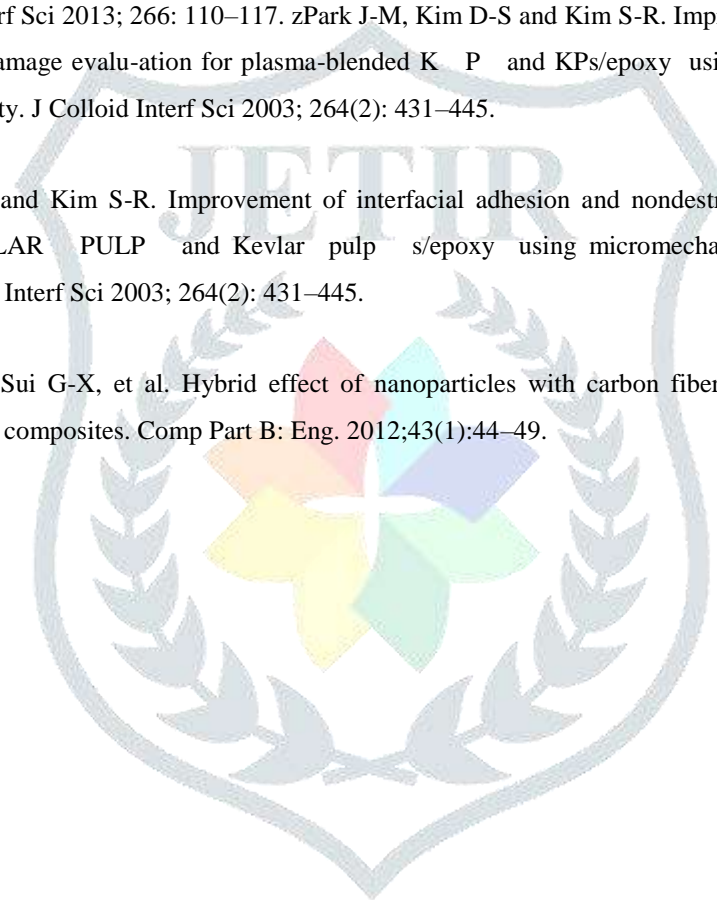 rf Sci 2013; 266: 110–117. zPark J-M, Kim D-S and Kim S-R. Imp
amage evalu-ation for plasma-blended K P and KPs/epoxy usi
ty. J Colloid Interf Sci 2003; 264(2): 431–445.
and Kim S-R. Improvement of interfacial adhesion and nondestr
LAR PULP and Kevlar pulp s/epoxy using micromecha
Interf Sci 2003; 264(2): 431–445.
Sui G-X, et al. Hybrid effect of nanoparticles with carbon fiber
composites. Comp Part B: Eng. 2012;43(1):44–49.
JETIR